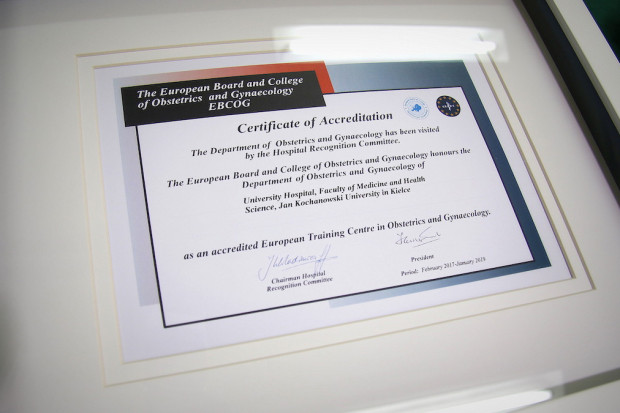 The European Board and College
of Obstetrics and Gynaecology
EBCOG
Certificate of Accreditation
The Department of Obstetrics and Gynaecology has been visited
by the Hospital Recognition Committee.
The European Board and College of Obstetrics and Gynaecology honours the
Department of Obstetrics and Gynaecology of
University Hospital, Faculty of Medicine and Health
Science, Jan Kochanovski University in Kielce
as an accredited European Training Centre in Obstetrics and Gynaecology.
Chairman Hospital
Recognition Committee
President
Period: February 2017-January 2019